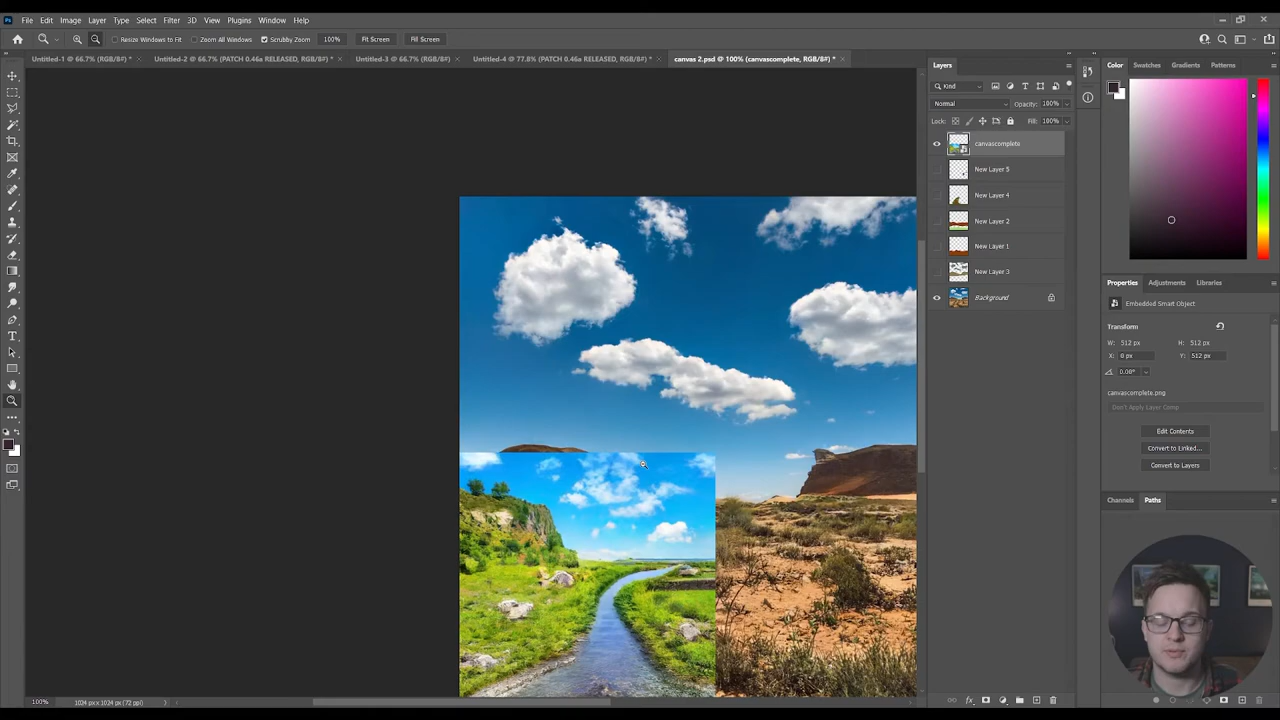 File Edit Image Layer Type Select Filter 3D View Plugins Window Help
Resize Windows to Fit Zoom All Windows Scrubby Zoom 100% Fit Screen Fill Screen
Untitled-1 @ 66.7% (RGB/8#) * Untitled-2 @ 66.7% (PATCH 0.46a RELEASED, RGB/8#) * Untitled-3 @ 66.7% (RGB/8#) Untitled-4 @ 77.8% (PATCH 0.46a RELEASED, RGB/8#) * canvas 2.psd @ 100% (canvascomplete, RGB/8#) *
Layers
Kind
Normal Opacity: 100%
Lock: Fill: 100%
canvascomplete
New Layer 5
New Layer 4
New Layer 2
New Layer 1
New Layer 3
Background
Color Swatches Gradients Patterns
Properties Adjustments Libraries
Embedded Smart Object
Transform
W: 512 px H: 512 px
X: 0 px Y: 512 px
0.00°
canvascomplete.png
Don't Apply Layer Comp
Edit Contents
Convert to Linked...
Convert to Layers
Channels Paths
100% 1024 px x 1024 px (72 ppi)